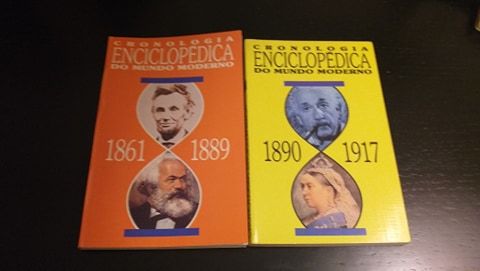 CRONOLOGIA
ENCICLOPÉDICA
DO MUNDO MODERNO
1861 1889
CRONOLOGIA
ENCICLOPÉDICA
DO MUNDO MODERNO
1890 1917